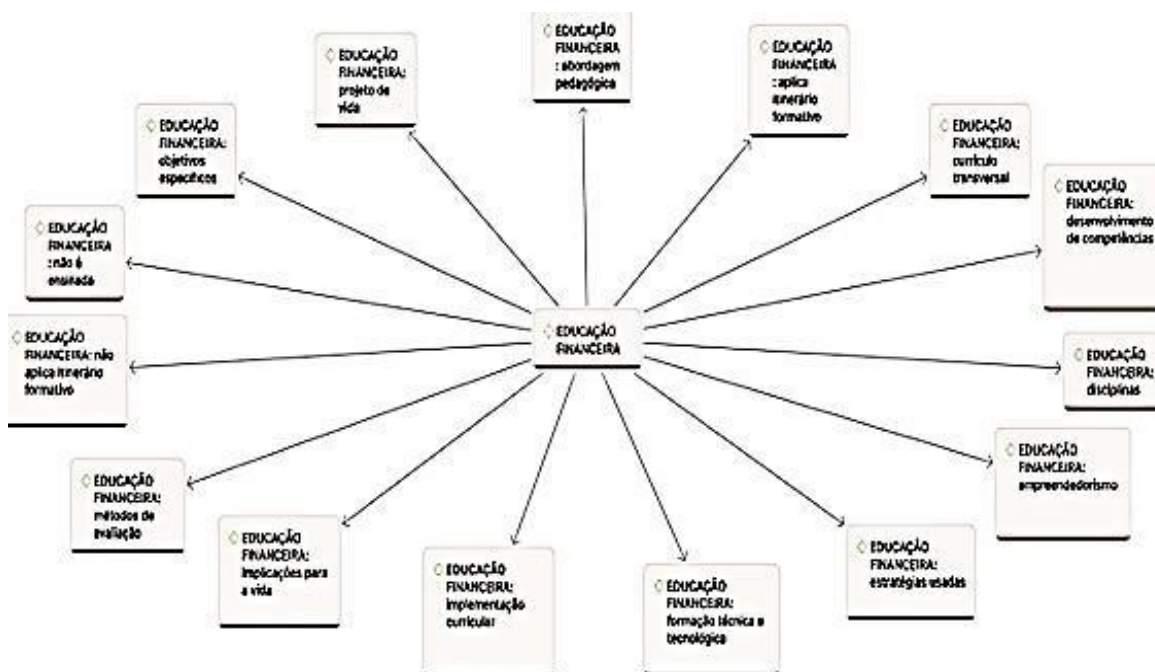 EDUCAÇÃO
FINANCEIRA
: abordagem
pedagógica
EDUCAÇÃO
FINANCEIRA
: aplica
itinerário
formativo
EDUCAÇÃO
FINANCEIRA:
projeto de
vida
EDUCAÇÃO
FINANCEIRA:
objetivos
específicos
EDUCAÇÃO
FINANCEIRA:
currículo
transversal
EDUCAÇÃO
FINANCEIRA:
desenvolvimento
de competências
EDUCAÇÃO
FINANCEIRA
: não é
ensinada
EDUCAÇÃO
FINANCEIRA
EDUCAÇÃO
FINANCEIRA: não
aplica itinerário
formativo
EDUCAÇÃO
FINANCEIRA:
disciplinas
EDUCAÇÃO
FINANCEIRA:
empreendedorismo
EDUCAÇÃO
FINANCEIRA:
métodos de
avaliação
EDUCAÇÃO
FINANCEIRA:
implicações para
a vida
EDUCAÇÃO
FINANCEIRA:
implementação
curricular
EDUCAÇÃO
FINANCEIRA:
formação técnica e
tecnológica
EDUCAÇÃO
FINANCEIRA:
estratégias usadas